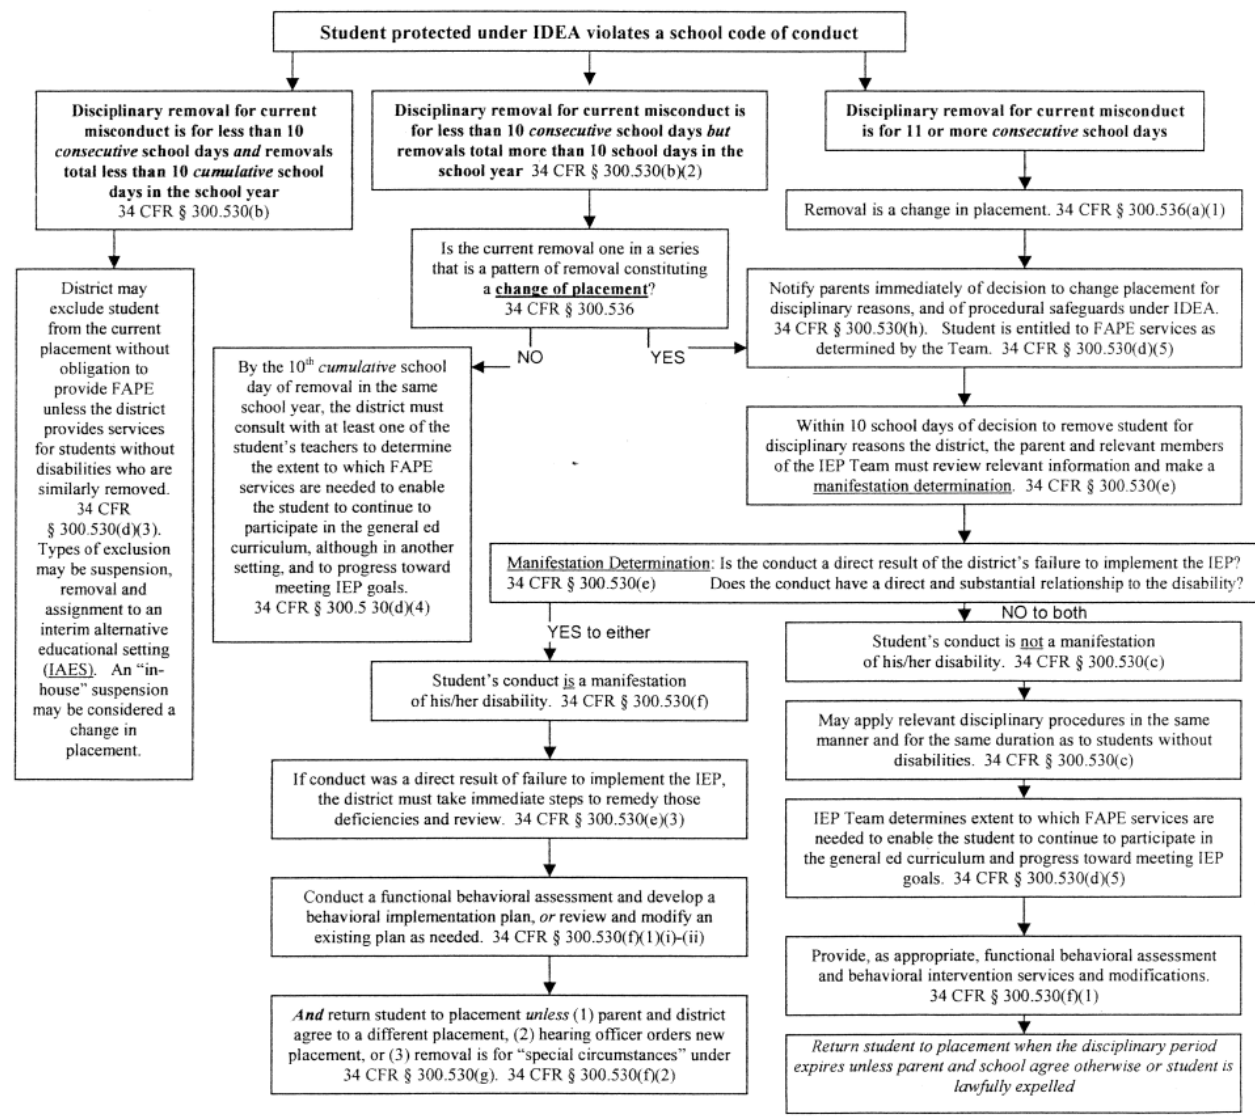 Student protected under IDEA violates a school code of conduct
Disciplinary removal for current
misconduct is for less than 10
consecutive school days and removals
total less than 10 cumulative school
days in the school year
34 CFR § 300.530(b)
Disciplinary removal for current misconduct is
for less than 10 consecutive school days but
removals total more than 10 school days in the
school year 34 CFR § 300.530(b)(2)
Disciplinary removal for current misconduct
is for 11 or more consecutive school days
Removal is a change in placement. 34 CFR § 300.536(a)(1)
Is the current removal one in a series
that is a pattern of removal constituting
a change of placement?
34 CFR § 300.536
NO
YES
District may
exclude student
from the current
placement without
obligation to
provide FAPE
unless the district
provides services
for students without
disabilities who are
similarly removed.
34 CFR
§ 300.530(d)(3).
Types of exclusion
may be suspension,
removal and
assignment to an
interim alternative
educational setting
(IAES). An “in-
house” suspension
may be considered a
change in
placement.
By the 10th cumulative school
day of removal in the same
school year, the district must
consult with at least one of the
student’s teachers to determine
the extent to which FAPE
services are needed to enable
the student to continue to
participate in the general ed
curriculum, although in another
setting, and to progress toward
meeting IEP goals.
34 CFR § 300.5 30(d)(4)
Notify parents immediately of decision to change placement for
disciplinary reasons, and of procedural safeguards under IDEA.
34 CFR § 300.530(h). Student is entitled to FAPE services as
determined by the Team. 34 CFR § 300.530(d)(5)
Within 10 school days of decision to remove student for
disciplinary reasons the district, the parent and relevant members
of the IEP Team must review relevant information and make a
manifestation determination. 34 CFR § 300.530(e)
Manifestation Determination: Is the conduct a direct result of the district’s failure to implement the IEP?
34 CFR § 300.530(e) Does the conduct have a direct and substantial relationship to the disability?
YES to either
NO to both
Student’s conduct is a manifestation
of his/her disability. 34 CFR § 300.530(f)
If conduct was a direct result of failure to implement the IEP,
the district must take immediate steps to remedy those
deficiencies and review. 34 CFR § 300.530(e)(3)
Conduct a functional behavioral assessment and develop a
behavioral implementation plan, or review and modify an
existing plan as needed. 34 CFR § 300.530(f)(1)(i)-(ii)
And return student to placement unless (1) parent and district
agree to a different placement, (2) hearing officer orders new
placement, or (3) removal is for “special circumstances” under
34 CFR § 300.530(g). 34 CFR § 300.530(f)(2)
Student’s conduct is not a manifestation
of his/her disability. 34 CFR § 300.530(c)
May apply relevant disciplinary procedures in the same
manner and for the same duration as to students without
disabilities. 34 CFR § 300.530(c)
IEP Team determines extent to which FAPE services are
needed to enable the student to continue to participate in
the general ed curriculum and progress toward meeting IEP
goals. 34 CFR § 300.530(d)(5)
Provide, as appropriate, functional behavioral assessment
and behavioral intervention services and modifications.
34 CFR § 300.530(f)(1)
Return student to placement when the disciplinary period
expires unless parent and school agree otherwise or student is
lawfully expelled